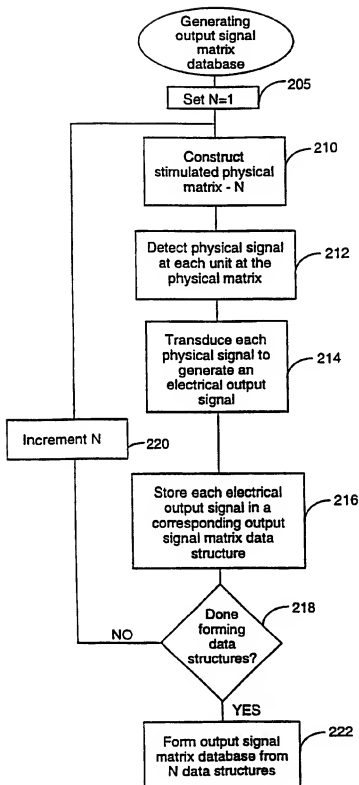 Generating
output signal
matrix
database
205
Set N=1
210
Construct
stimulated physical
matrix - N
Detect physical signal
at each unit at the
physical matrix
212
Transduce each
physical signal to
generate an
electrical output
signal
214
Increment N
220
Store each electrical
output signal in a
corresponding output
signal matrix data
structure
216
Done
forming
data
structures?
218
NO
YES
Form output signal
matrix database from
N data structures
222